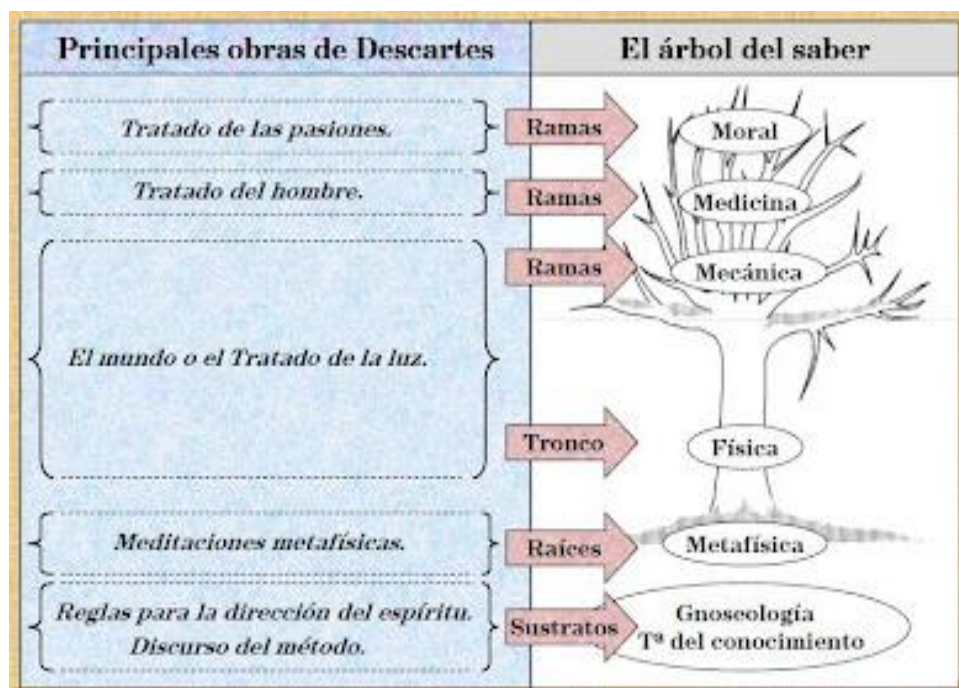 Principales obras de Descartes
El árbol del saber
Tratado de las pasiones.
Ramas
Moral
Tratado del hombre.
Ramas
Medicina
Ramas
Mecánica
El mundo o el Tratado de la luz.
Tronco
Física
Meditaciones metafísicas.
Raíces
Metafísica
Reglas para la dirección del espíritu.
Discurso del método.
Sustratos
Gnoseología
Tª del conocimiento